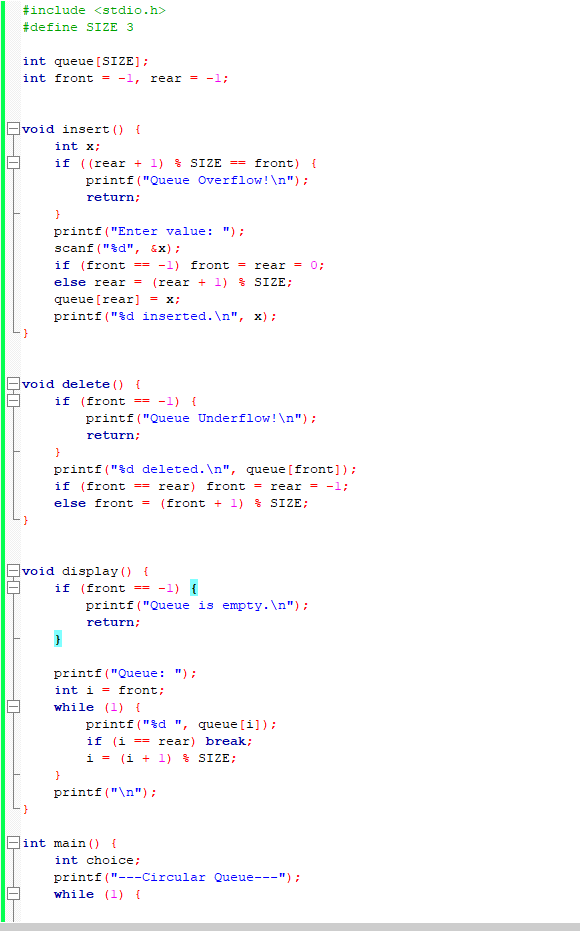 #include <stdio.h>
#define SIZE 3
int queue[SIZE];
int front = -1, rear = -1;
void insert() {
    int x;
    if ((rear + 1) % SIZE == front) {
        printf("Queue Overflow!\n");
        return;
    }
    printf("Enter value: ");
    scanf("%d", &x);
    if (front == -1) front = rear = 0;
    else rear = (rear + 1) % SIZE;
    queue[rear] = x;
    printf("%d inserted.\n", x);
}
void delete() {
    if (front == -1) {
        printf("Queue Underflow!\n");
        return;
    }
    printf("%d deleted.\n", queue[front]);
    if (front == rear) front = rear = -1;
    else front = (front + 1) % SIZE;
}
void display() {
    if (front == -1) {
        printf("Queue is empty.\n");
        return;
    }
    printf("Queue: ");
    int i = front;
    while (1) {
        printf("%d ", queue[i]);
        if (i == rear) break;
        i = (i + 1) % SIZE;
    }
    printf("\n");
}
int main() {
    int choice;
    printf("---Circular Queue---");
    while (1) {